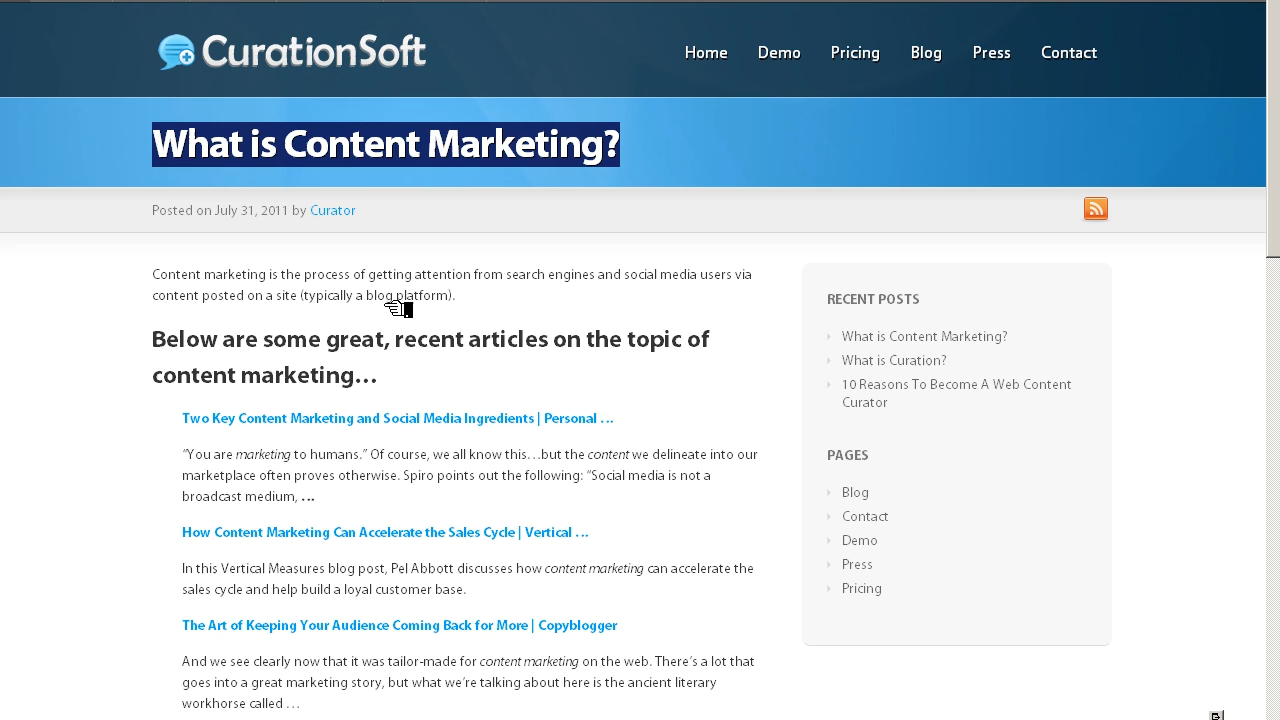 CurationSoft
Home Demo Pricing Blog Press Contact
What is Content Marketing?
Posted on July 31, 2011 by Curator
Content marketing is the process of getting attention from search engines and social media users via
content posted on a site (typically a blog platform).
Below are some great, recent articles on the topic of
content marketing…
Two Key Content Marketing and Social Media Ingredients | Personal …
“You are marketing to humans.” Of course, we all know this…but the content we delineate into our
marketplace often proves otherwise. Spiro points out the following: “Social media is not a
broadcast medium, …
How Content Marketing Can Accelerate the Sales Cycle | Vertical …
In this Vertical Measures blog post, Pel Abbott discusses how content marketing can accelerate the
sales cycle and help build a loyal customer base.
The Art of Keeping Your Audience Coming Back for More | Copyblogger
And we see clearly now that it was tailor-made for content marketing on the web. There’s a lot that
goes into a great marketing story, but what we’re talking about here is the ancient literary
workhorse called …
RECENT POSTS
What is Content Marketing?
What is Curation?
10 Reasons To Become A Web Content
Curator
PAGES
Blog
Contact
Demo
Press
Pricing